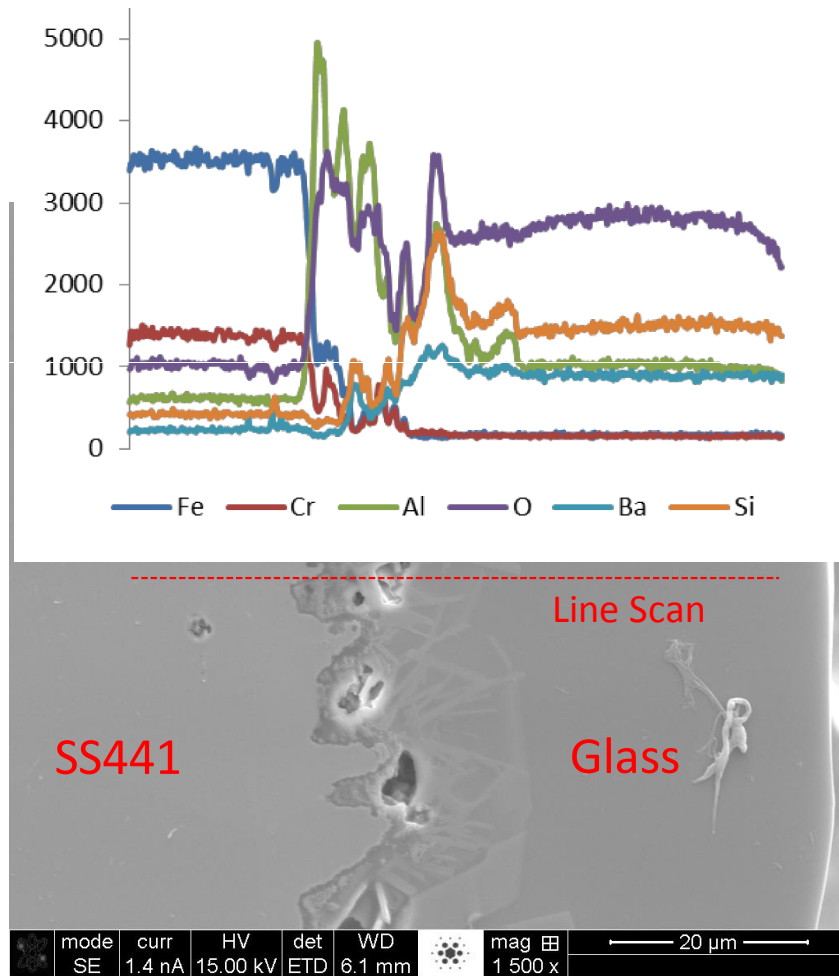 5000
4000
3000
2000
1000
0
Fe Cr Al O Ba Si
Line Scan
SS441
Glass
mode curr HV det WD mag 20 µm
SE 1.4 nA 15.00 kV ETD 6.1 mm 1 500 x